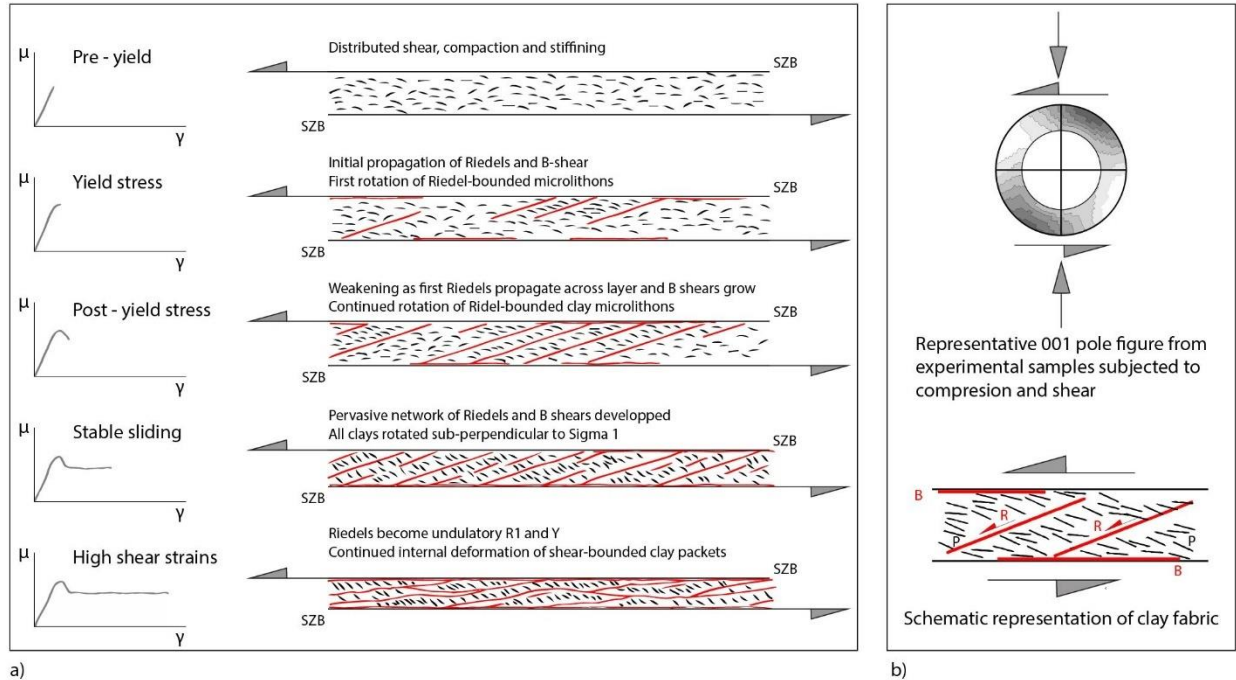 μ
Pre - yield
γ
Distributed shear, compaction and stiffining
SZB
SZB
μ
Yield stress
γ
Initial propagation of Riedels and B-shear
First rotation of Riedel-bounded microlithons
SZB
SZB
μ
Post - yield stress
γ
Weakening as first Riedels propagate across layer and B shears grow
Continued rotation of Ridel-bounded clay microlithons
SZB
SZB
μ
Stable sliding
γ
Pervasive network of Riedels and B shears developped
All clays rotated sub-perpendicular to Sigma 1
SZB
SZB
μ
High shear strains
γ
Riedels become undulatory R1 and Y
Continued internal deformation of shear-bounded clay packets
SZB
SZB
a)
Representative 001 pole figure from
experimental samples subjected to
compresion and shear
B
R
R
P
P
B
Schematic representation of clay fabric
b)